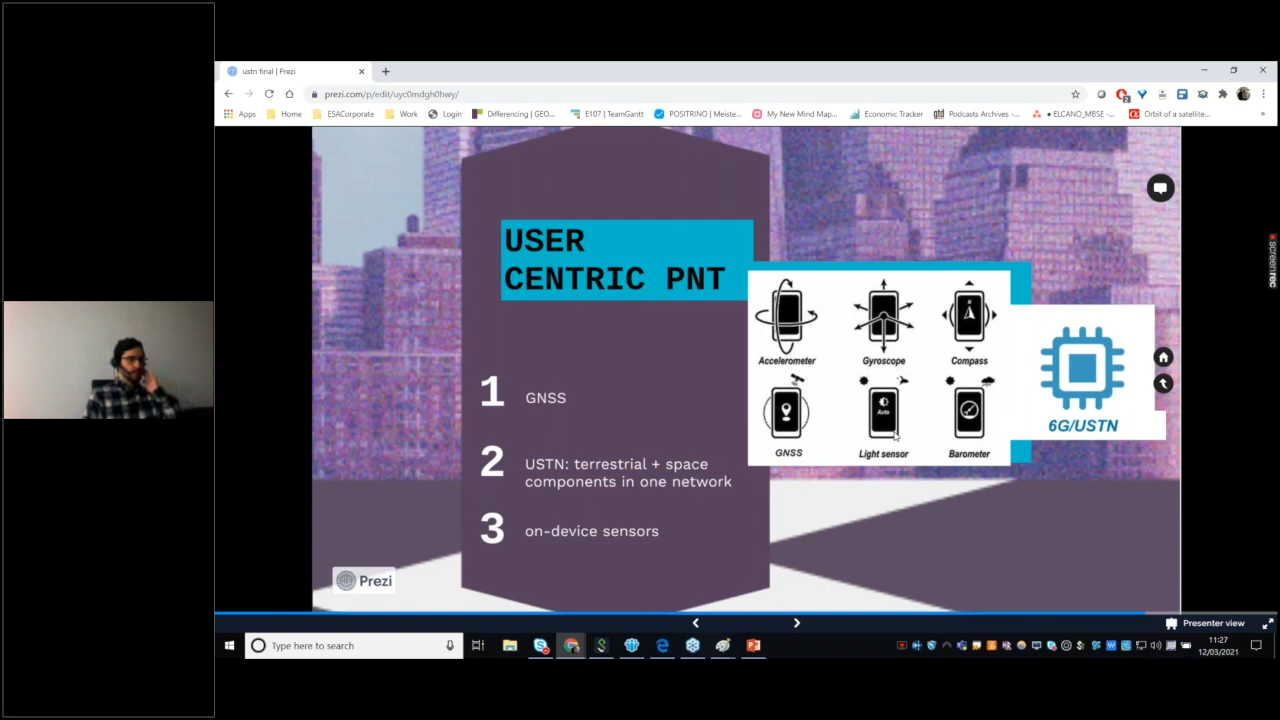 ustn final | Prezi
prezi.com/p/edit/uyc0mdgh0hwy/
Apps
Home
ESACorporate
Work
Login
Differencing | GEO...
E107 | TeamGantt
POSITRINO | Meiste...
My New Mind Map...
Economic Tracker
gtd
Podcasts Archives -...
• ELCANO_MBSE -...
Orbit of a satellite...
USER
CENTRIC PNT
Accelerometer
Gyroscope
Compass
GNSS
Auto
Light sensor
Barometer
6G/USTN
1
GNSS
2
USTN: terrestrial + space
components in one network
3
on-device sensors
Prezi
screenrec
Presenter view
Type here to search
11:27
12/03/2021